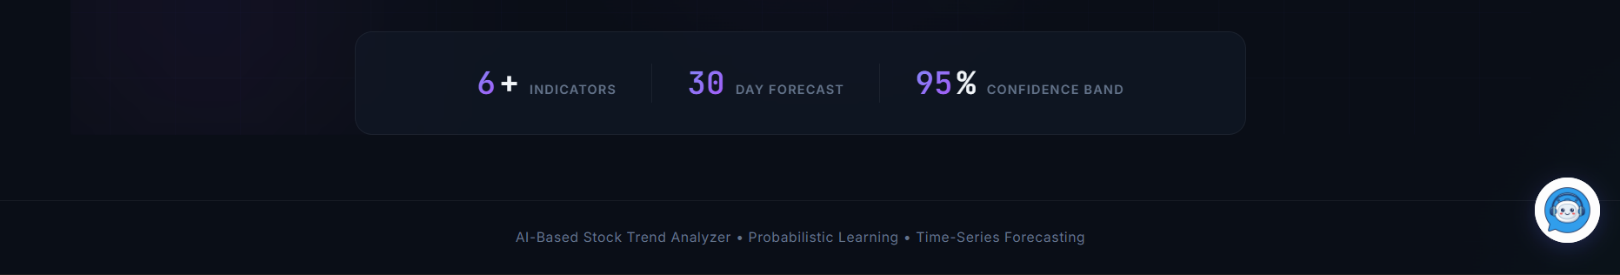 6+ INDICATORS 30 DAY FORECAST 95% CONFIDENCE BAND
AI-Based Stock Trend Analyzer • Probabilistic Learning • Time-Series Forecasting